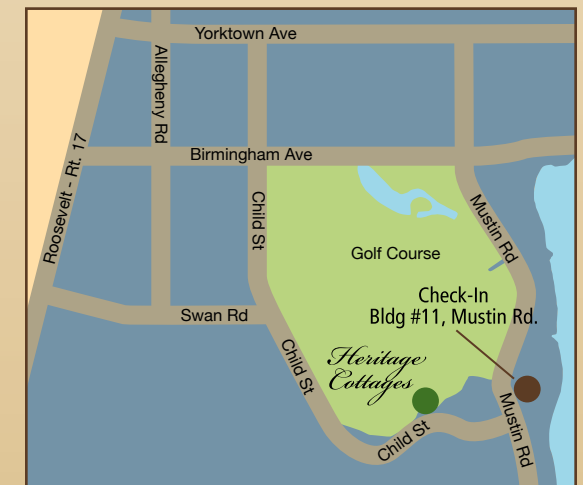 Yorktown Ave
Allegheny Rd
Roosevelt - Rt. 17
Birmingham Ave
Child St
Mustin Rd
Golf Course
Check-In
Bldg #11, Mustin Rd.
Swan Rd
Child St
Heritage
Cottages
Child St
Mustin Rd